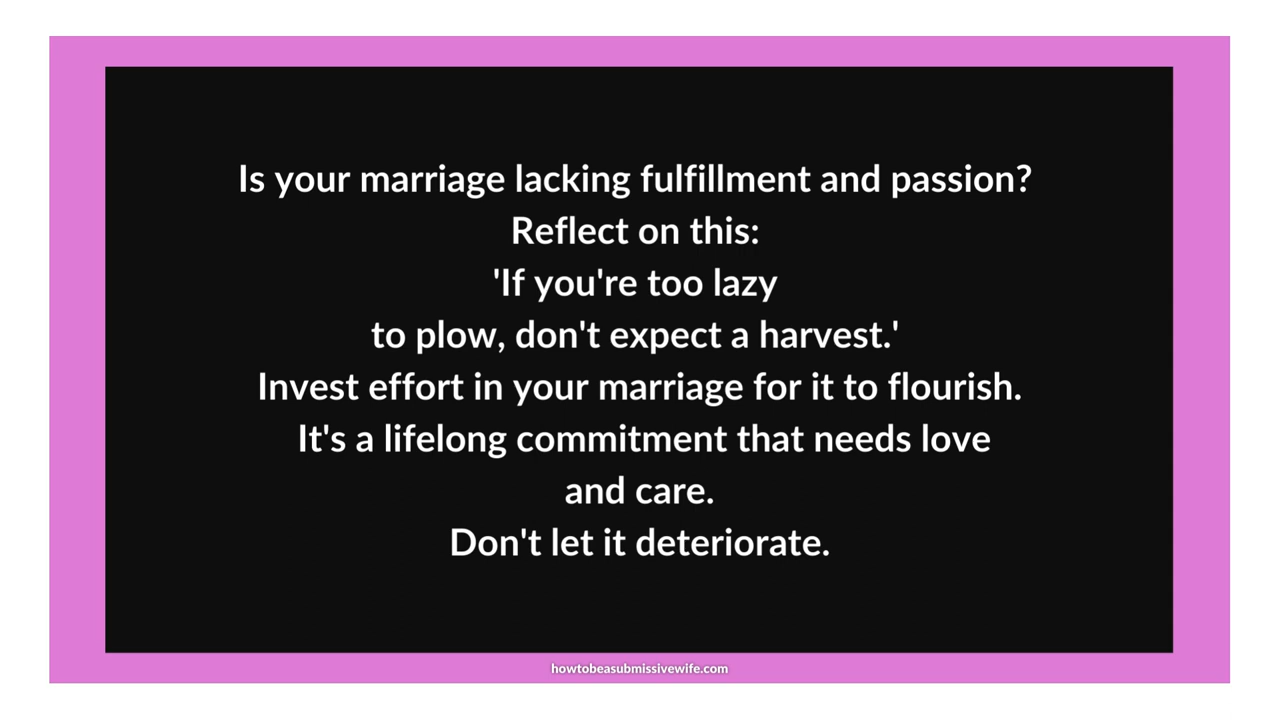 Is your marriage lacking fulfillment and passion?
Reflect on this:
'If you're too lazy
to plow, don't expect a harvest.'
Invest effort in your marriage for it to flourish.
It's a lifelong commitment that needs love
and care.
Don't let it deteriorate.
howtobeasubmissivewife.com